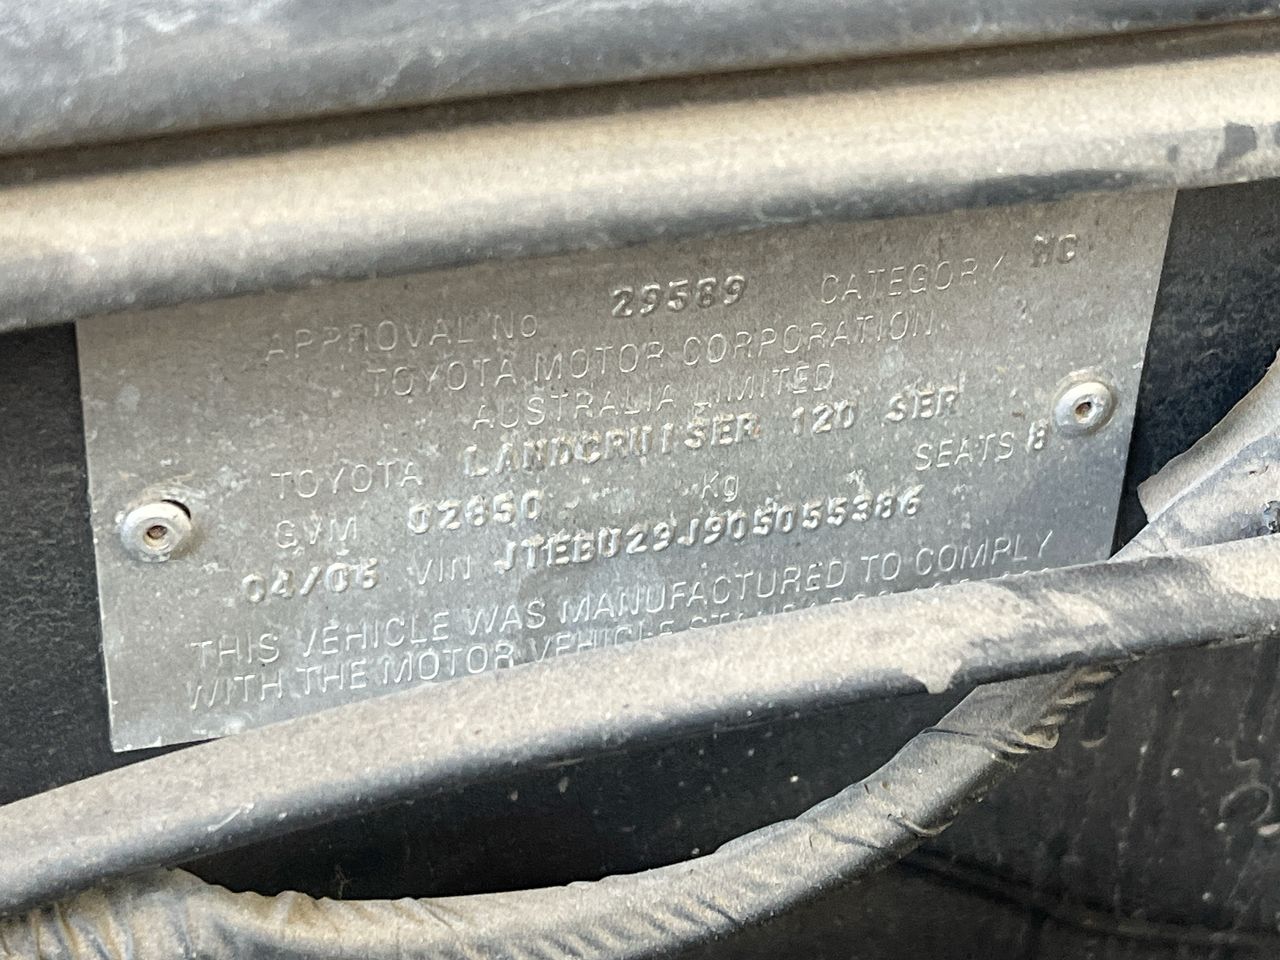 APPROVAL No 29589 CATEGORY MC
TOYOTA MOTOR CORPORATION
AUSTRALIA LIMITED
TOYOTA LANDCRUISER 120 SER
GVM 02850 Kg SEATS 8
04/06 VIN JTEBU29J905055386
THIS VEHICLE WAS MANUFACTURED TO COMPLY
WITH THE MOTOR VEHICLE